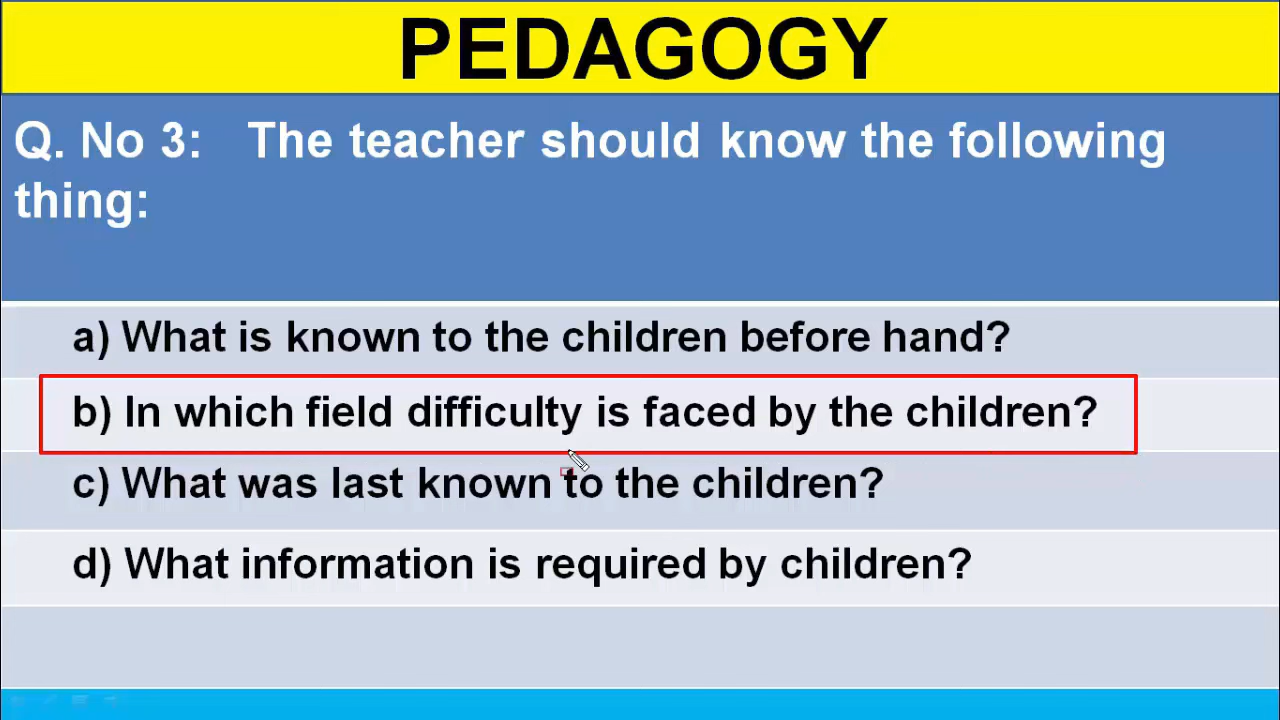 PEDAGOGY
Q. No 3: The teacher should know the following
thing:
a) What is known to the children before hand?
b) In which field difficulty is faced by the children?
c) What was last known to the children?
d) What information is required by children?